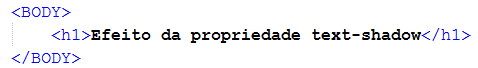 <BODY>
<h1>Efeito da propriedade text-shadow</h1>
</BODY>